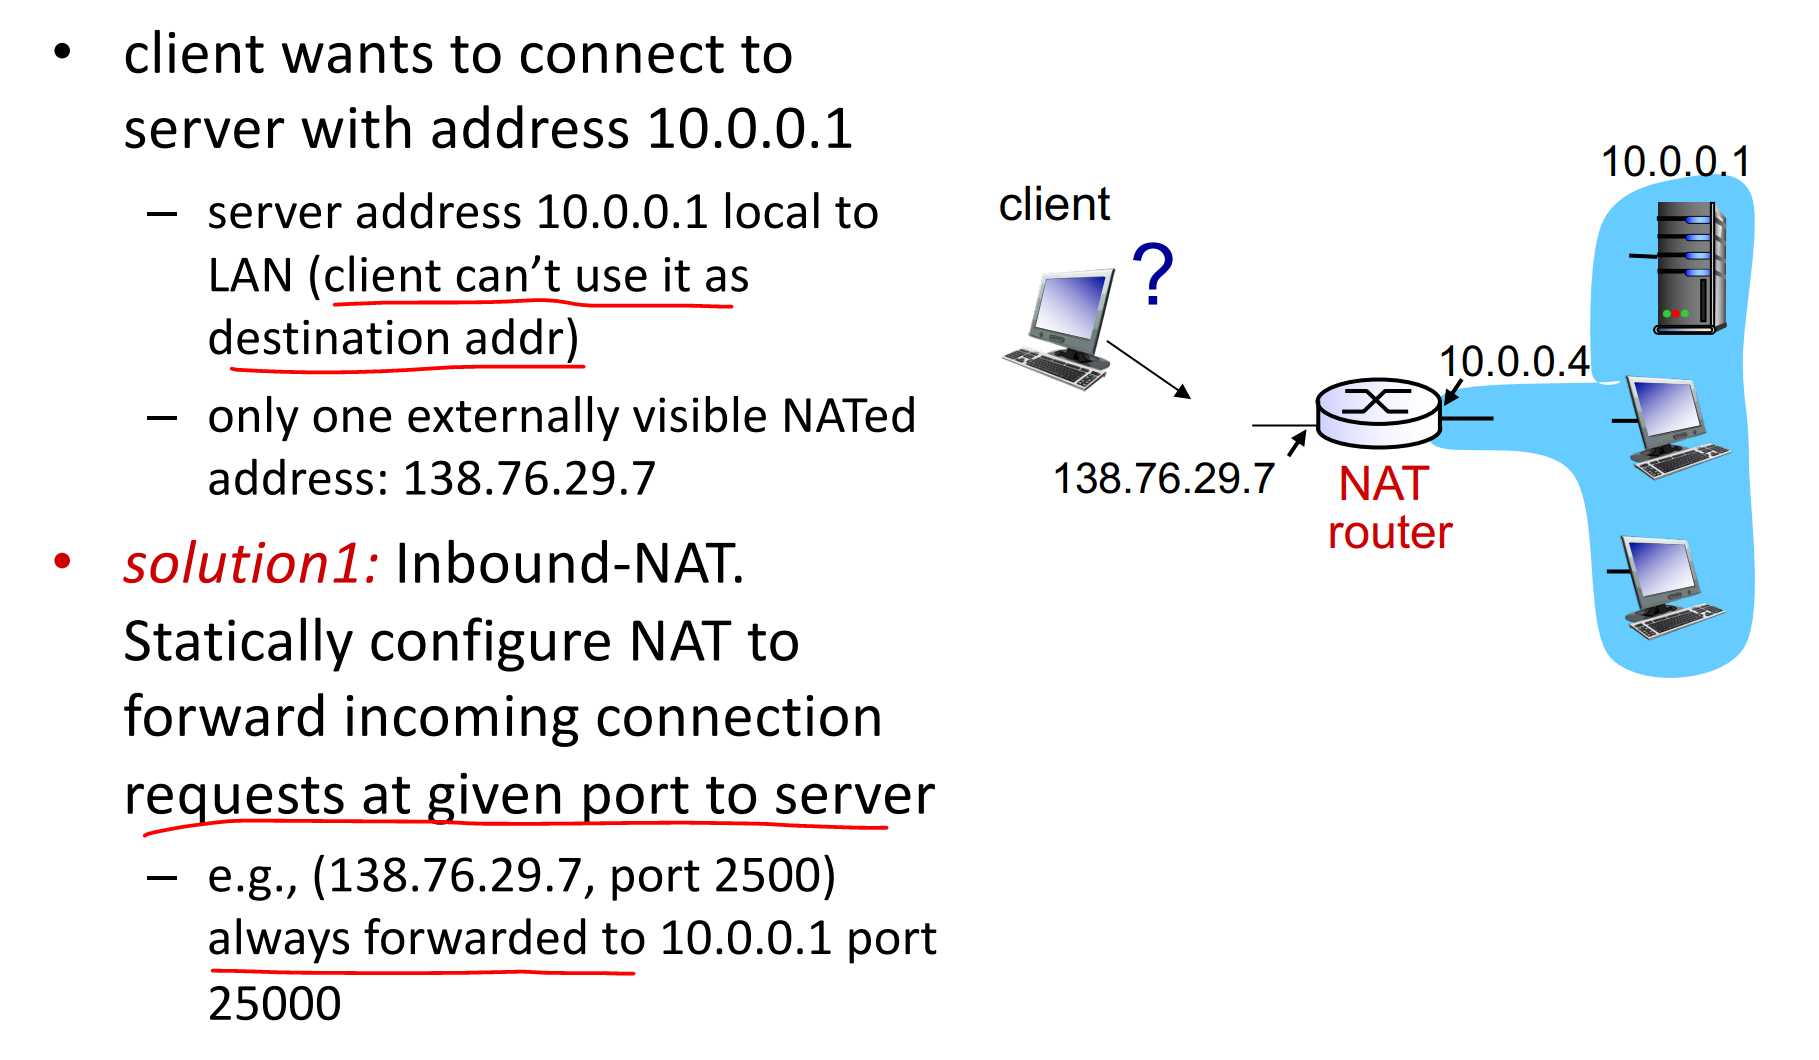 • client wants to connect to
server with address 10.0.0.1
– server address 10.0.0.1 local to
LAN (client can’t use it as
destination addr)
– only one externally visible NATed
address: 138.76.29.7
• solution1: Inbound-NAT.
Statically configure NAT to
forward incoming connection
requests at given port to server
– e.g., (138.76.29.7, port 2500)
always forwarded to 10.0.0.1 port
25000
10.0.0.1
client
?
10.0.0.4
138.76.29.7
NAT
router